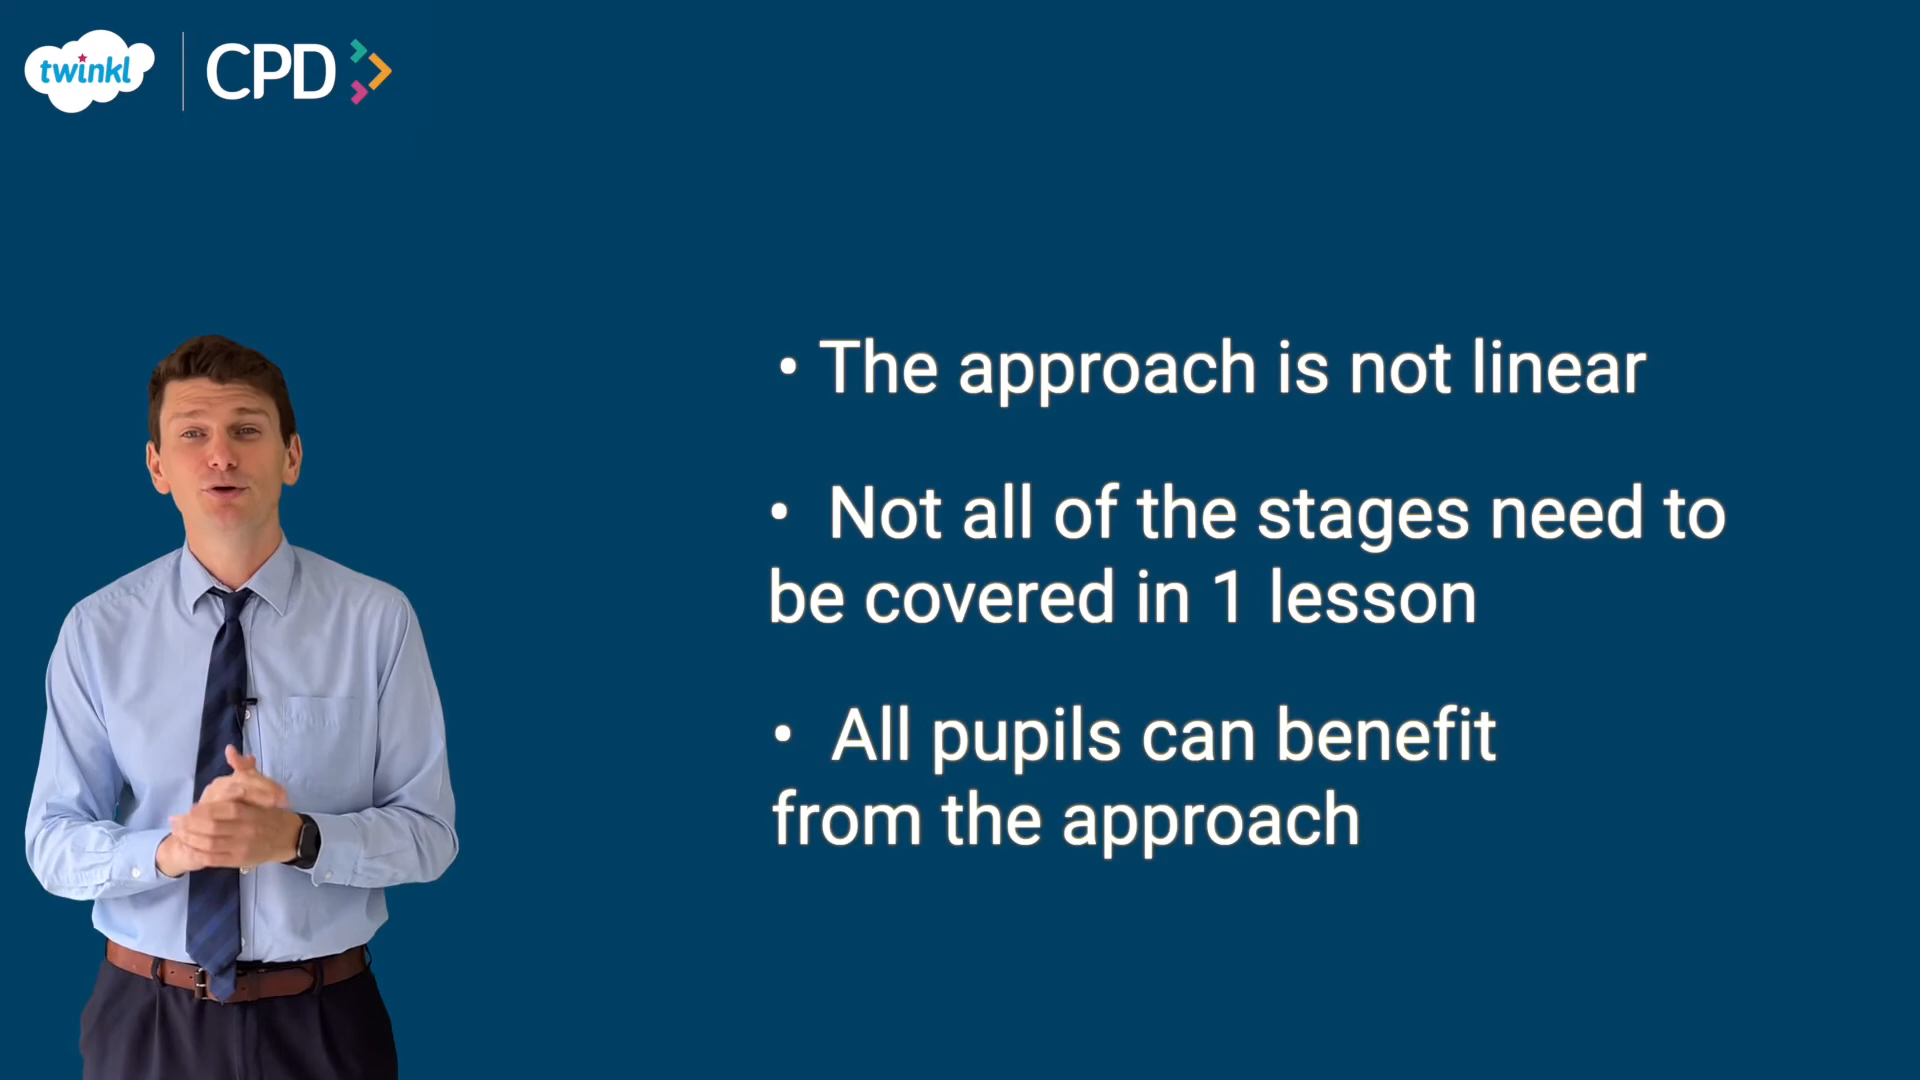 twinkl
CPD
• The approach is not linear
• Not all of the stages need to
be covered in 1 lesson
• All pupils can benefit
from the approach